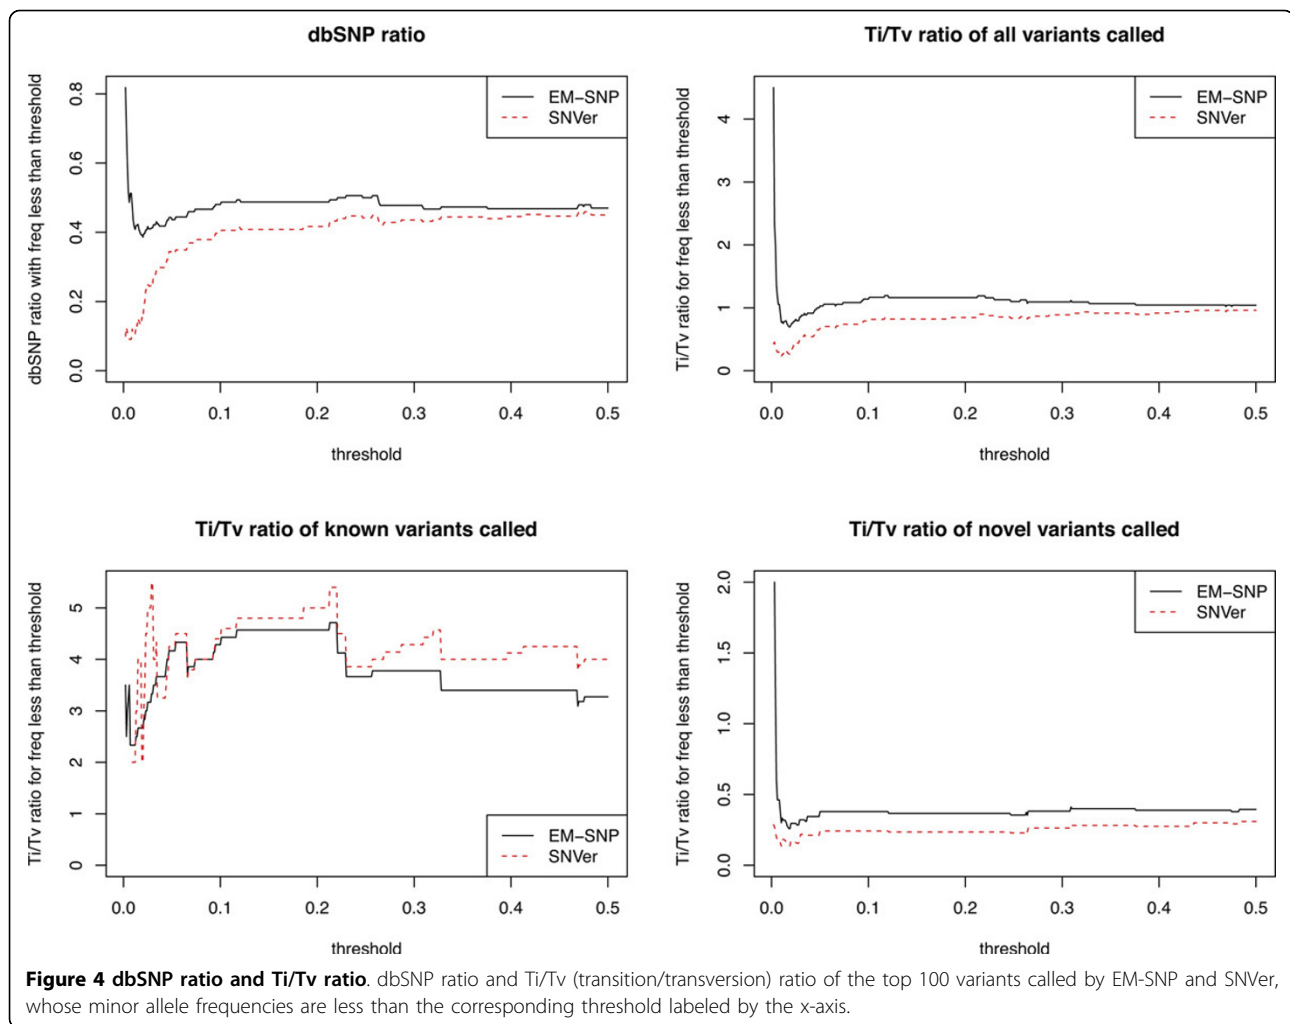 dbSNP ratio
dbSNP ratio with freq less than threshold
0.8
0.6
0.4
0.2
0.0
EM−SNP
SNVer
0.0 0.1 0.2 0.3 0.4 0.5
threshold
Ti/Tv ratio of all variants called
Ti/Tv ratio for freq less than threshold
4
3
2
1
0
EM−SNP
SNVer
0.0 0.1 0.2 0.3 0.4 0.5
threshold
Ti/Tv ratio of known variants called
Ti/Tv ratio for freq less than threshold
5
4
3
2
1
0
EM−SNP
SNVer
0.0 0.1 0.2 0.3 0.4 0.5
threshold
Ti/Tv ratio of novel variants called
Ti/Tv ratio for freq less than threshold
2.0
1.5
1.0
0.5
0.0
EM−SNP
SNVer
0.0 0.1 0.2 0.3 0.4 0.5
threshold
Figure 4 dbSNP ratio and Ti/Tv ratio. dbSNP ratio and Ti/Tv (transition/transversion) ratio of the top 100 variants called by EM-SNP and SNVer,
whose minor allele frequencies are less than the corresponding threshold labeled by the x-axis.